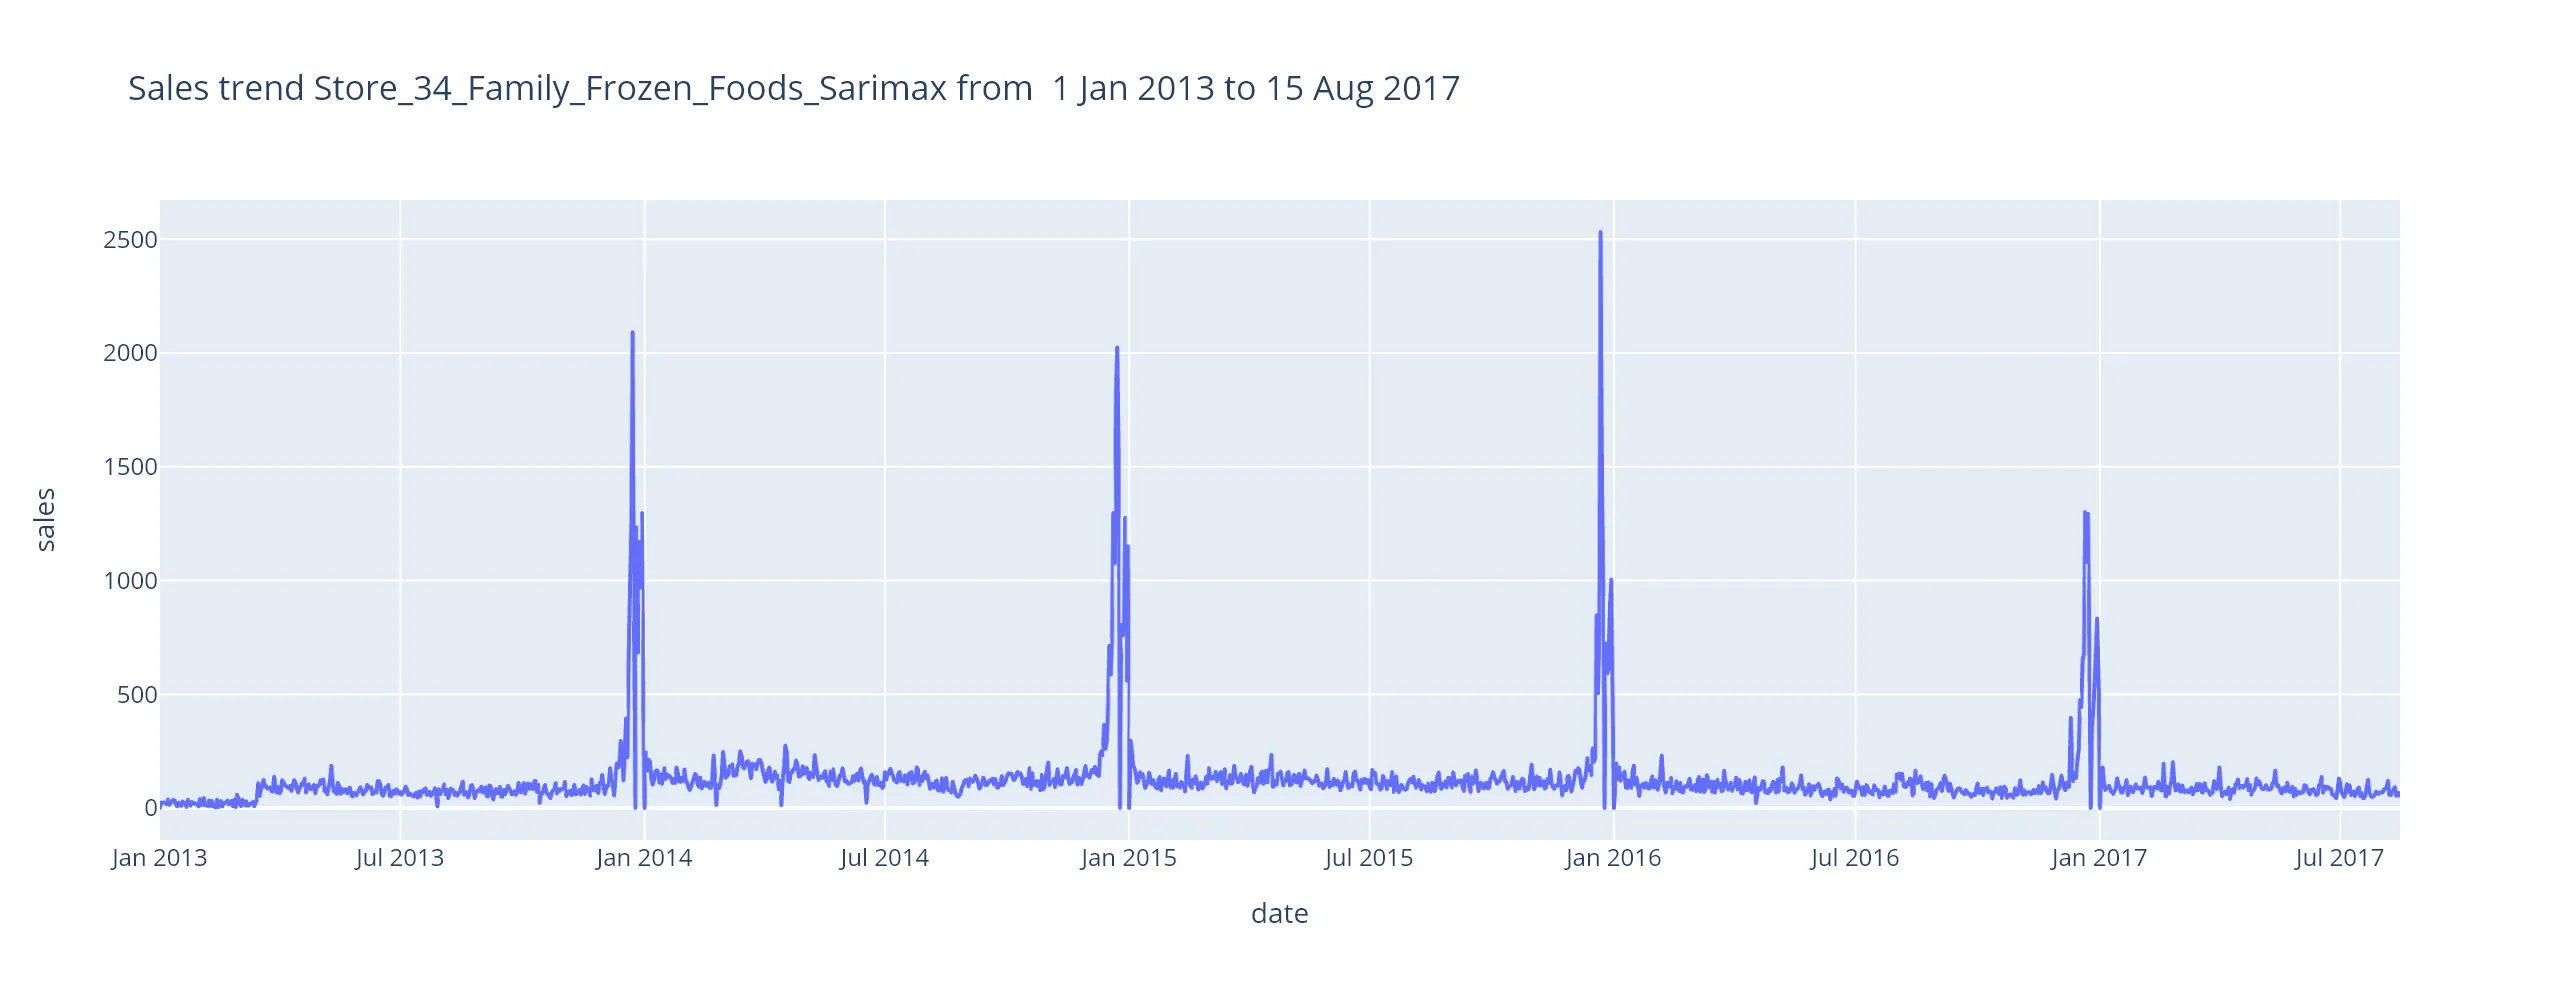 Sales trend Store_34_Family_Frozen_Foods_Sarimax from  1 Jan 2013 to 15 Aug 2017
2500
2000
1500
1000
500
0
sales
Jan 2013 Jul 2013 Jan 2014 Jul 2014 Jan 2015 Jul 2015 Jan 2016 Jul 2016 Jan 2017 Jul 2017
date